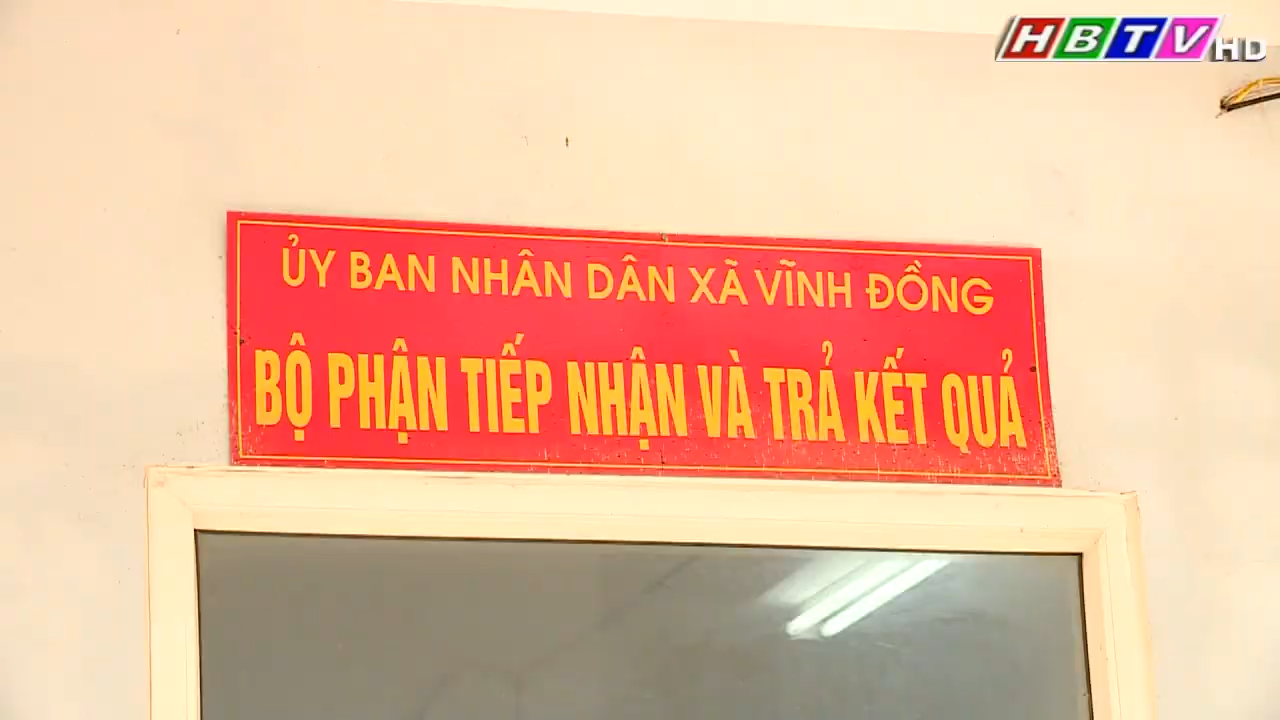 HBTV HD
ỦY BAN NHÂN DÂN XÃ VĨNH ĐỒNG
BỘ PHẬN TIẾP NHẬN VÀ TRẢ KẾT QUẢ